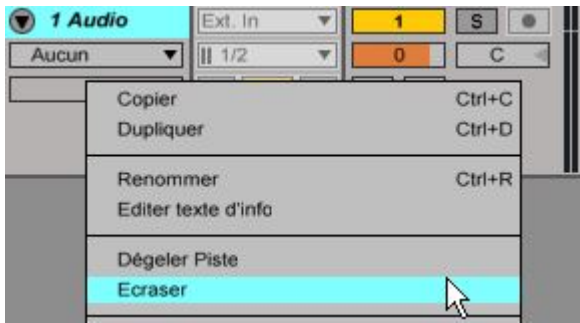 1 Audio Ext. In 1 S
Aucun 1/2 0 C
Copier Ctrl+C
Dupliquer Ctrl+D
Renommer Ctrl+R
Editer texte d'info
Dégeler Piste
Ecraser